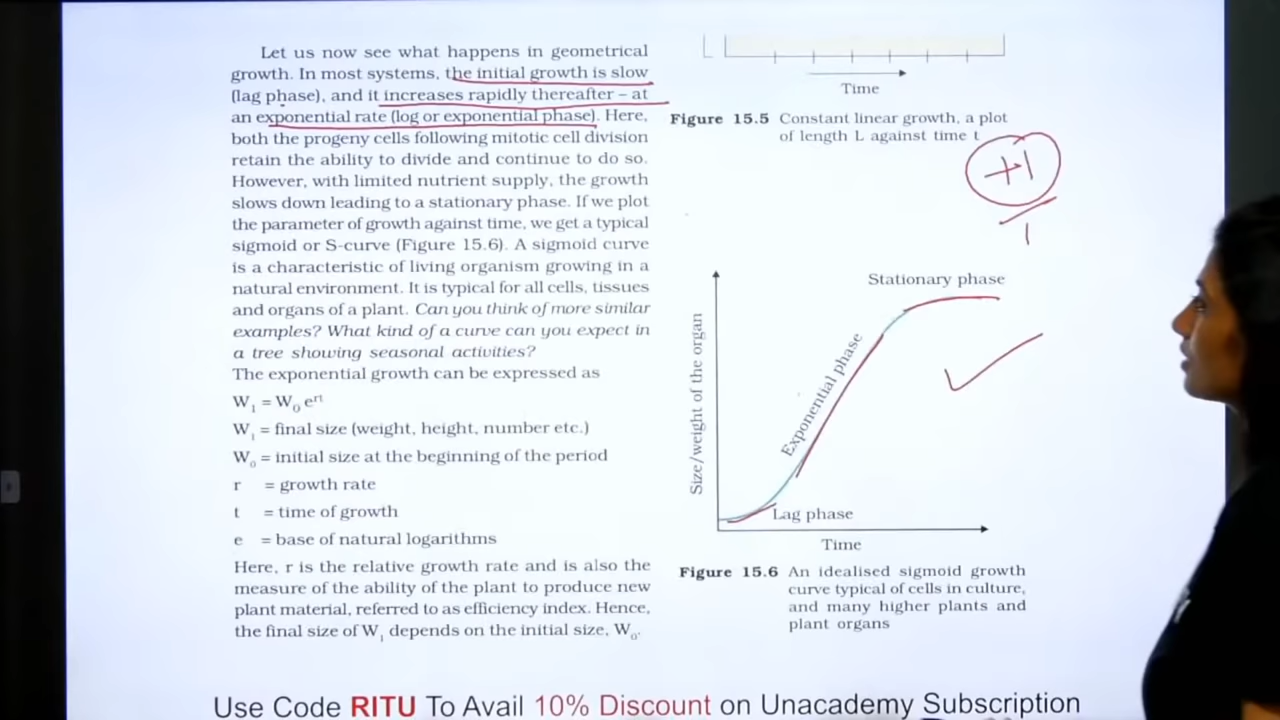 Let us now see what happens in geometrical
growth. In most systems, the initial growth is slow
(lag phase), and it increases rapidly thereafter – at
an exponential rate (log or exponential phase). Here,
both the progeny cells following mitotic cell division
retain the ability to divide and continue to do so.
However, with limited nutrient supply, the growth
slows down leading to a stationary phase. If we plot
the parameter of growth against time, we get a typical
sigmoid or S-curve (Figure 15.6). A sigmoid curve
is a characteristic of living organism growing in a
natural environment. It is typical for all cells, tissues
and organs of a plant. Can you think of more similar
examples? What kind of a curve can you expect in
a tree showing seasonal activities?
The exponential growth can be expressed as
W₁ = W₀ eʳᵗ
W₁ = final size (weight, height, number etc.)
W₀ = initial size at the beginning of the period
r = growth rate
t = time of growth
e = base of natural logarithms
Here, r is the relative growth rate and is also the
measure of the ability of the plant to produce new
plant material, referred to as efficiency index. Hence,
the final size of W₁ depends on the initial size, W₀.
L
Time
Figure 15.5 Constant linear growth, a plot
of length L against time t
+1
1
Stationary phase
Exponential phase
Size/weight of the organ
Lag phase
Time
Figure 15.6 An idealised sigmoid growth
curve typical of cells in culture,
and many higher plants and
plant organs
Use Code RITU To Avail 10% Discount on Unacademy Subscription